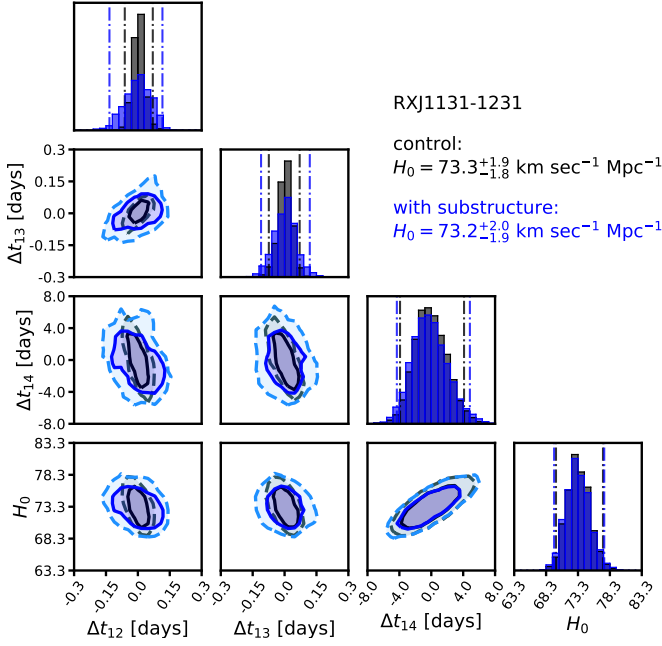 RXJ1131-1231
control:
H₀ = 73.3⁺¹·⁹₋₁.₈ km sec⁻¹ Mpc⁻¹
with substructure:
H₀ = 73.2⁺²·⁰₋₁.₉ km sec⁻¹ Mpc⁻¹
Δt₁₃ [days]
0.3
0.15
0.0
-0.15
-0.3
Δt₁₄ [days]
8.0
4.0
0.0
-4.0
-8.0
H₀
83.3
78.3
73.3
68.3
63.3
-0.3 -0.15 0.0 0.15 0.3
-0.3 -0.15 0.0 0.15 0.3
-8.0 -4.0 0.0 4.0 8.0
63.3 68.3 73.3 78.3 83.3
Δt₁₂ [days]
Δt₁₃ [days]
Δt₁₄ [days]
H₀